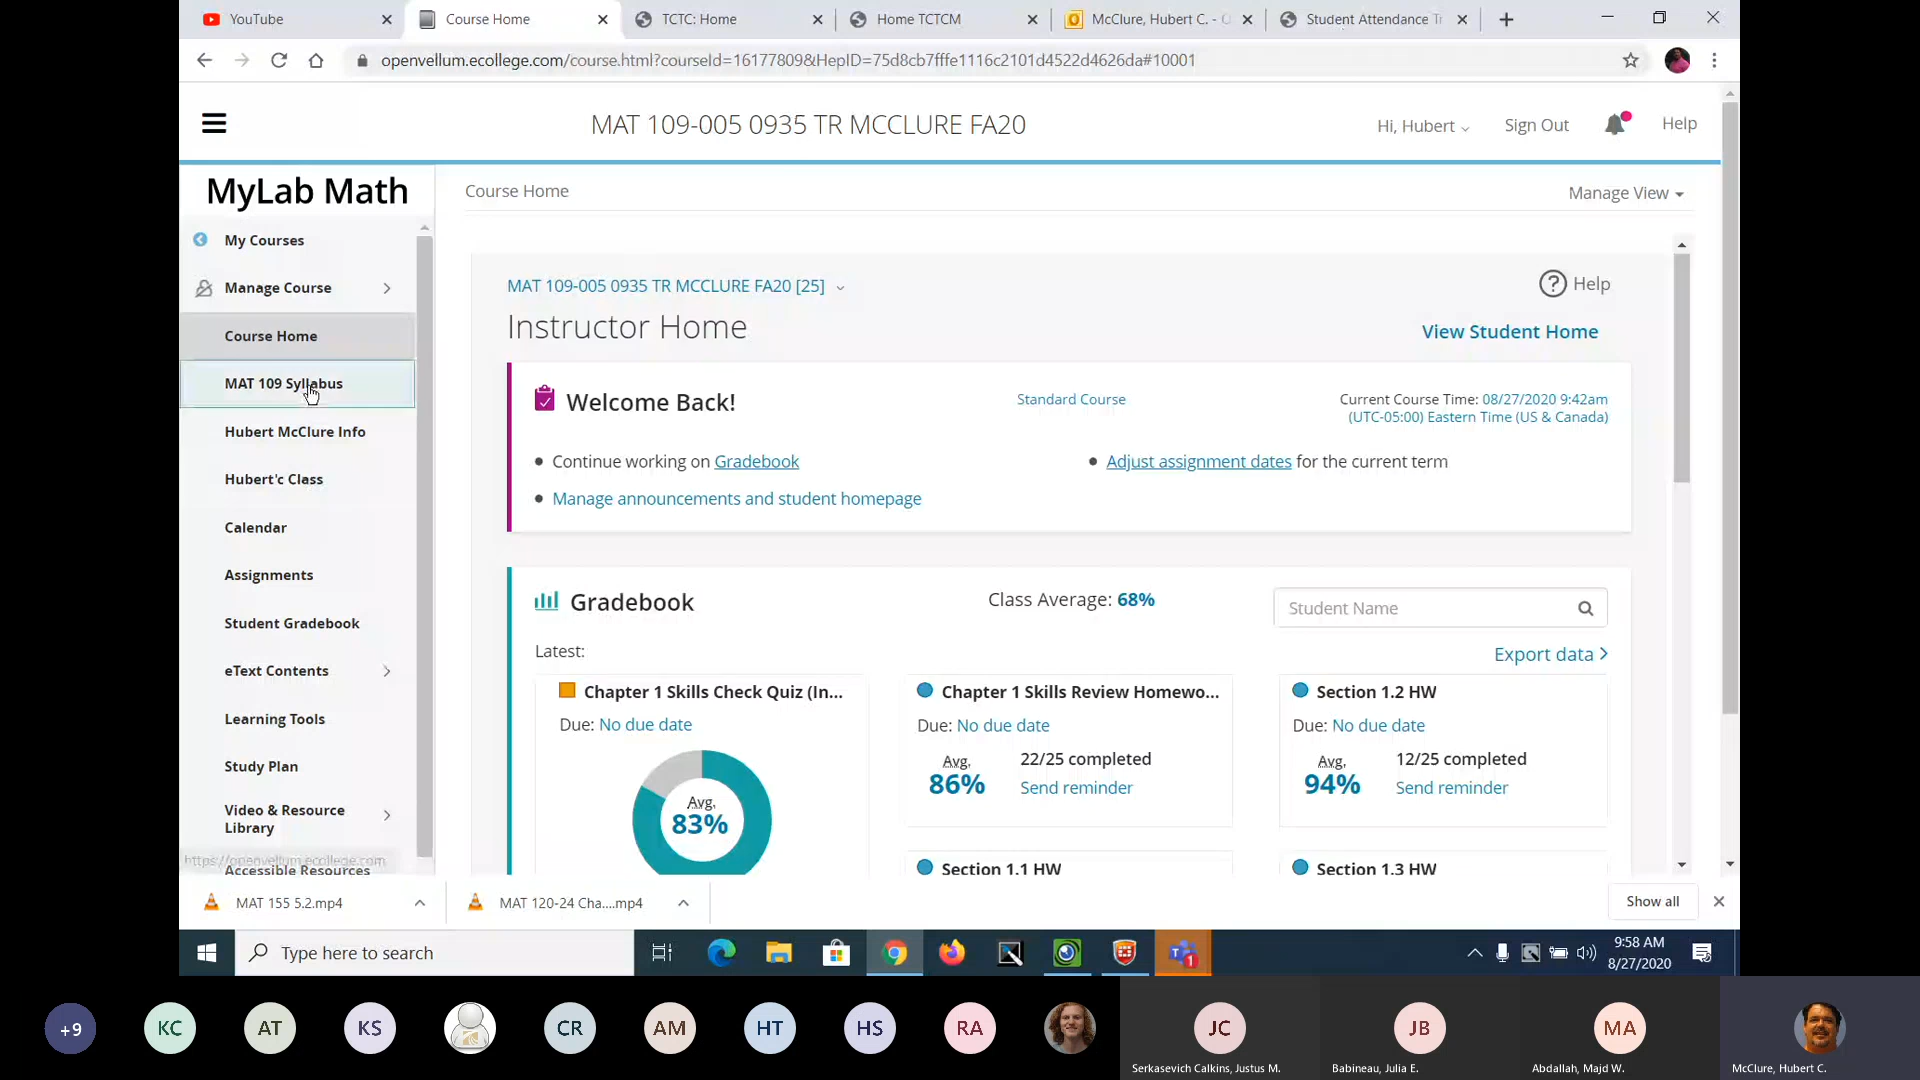 YouTube
Course Home
TCTC: Home
Home TCTCM
McClure, Hubert C. - O
Student Attendance Tr
openvellum.ecollege.com/course.html?courseId=16177809&HepID=75d8cb7fffe1116c2101d4522d4626da#10001
MAT 109-005 0935 TR MCCLURE FA20
Hi, Hubert
Sign Out
Help
MyLab Math
Course Home
Manage View
My Courses
Manage Course
Course Home
MAT 109 Syllabus
Hubert McClure Info
Hubert'c Class
Calendar
Assignments
Student Gradebook
eText Contents
Learning Tools
Study Plan
Video & Resource
Library
Accessible Resources
https://openvellum.ecollege.com
MAT 109-005 0935 TR MCCLURE FA20 [25]
Help
Instructor Home
View Student Home
Welcome Back!
Standard Course
Current Course Time: 08/27/2020 9:42am
(UTC-05:00) Eastern Time (US & Canada)
Continue working on Gradebook
Adjust assignment dates for the current term
Manage announcements and student homepage
Gradebook
Class Average: 68%
Student Name
Latest:
Export data
Chapter 1 Skills Check Quiz (In...
Due: No due date
Avg.
83%
Chapter 1 Skills Review Homewo...
Due: No due date
Avg.
86%
22/25 completed
Send reminder
Section 1.2 HW
Due: No due date
Avg.
94%
12/25 completed
Send reminder
Section 1.1 HW
Section 1.3 HW
MAT 155 5.2.mp4
MAT 120-24 Cha....mp4
Show all
Type here to search
1
9:58 AM
8/27/2020
+9
KC
AT
KS
CR
AM
HT
HS
RA
JC
Serkasevich Calkins, Justus M.
JB
Babineau, Julia E.
MA
Abdallah, Majd W.
McClure, Hubert C.